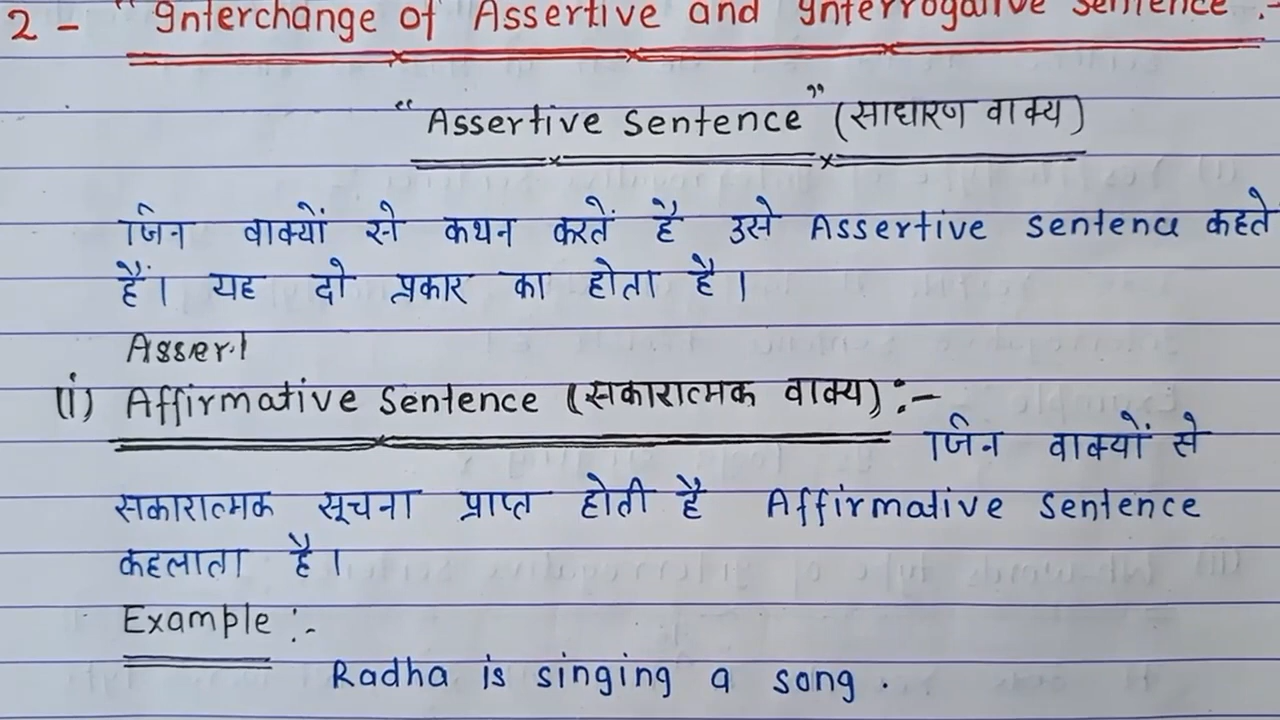 2 - "Interchange of Assertive and Interrogative Sentence :-
"Assertive Sentence" (साधारण वाक्य)
जिन वाक्यों से कथन करतें है उसे Assertive Sentence कहते
हैं। यह दो प्रकार का होता है।
Assert
(i) Affirmative Sentence (सकारात्मक वाक्य) :-
जिन वाक्यों से
सकारात्मक सूचना प्राप्त होती है Affirmative Sentence
कहलाता है।
Example :-
Radha is singing a song.